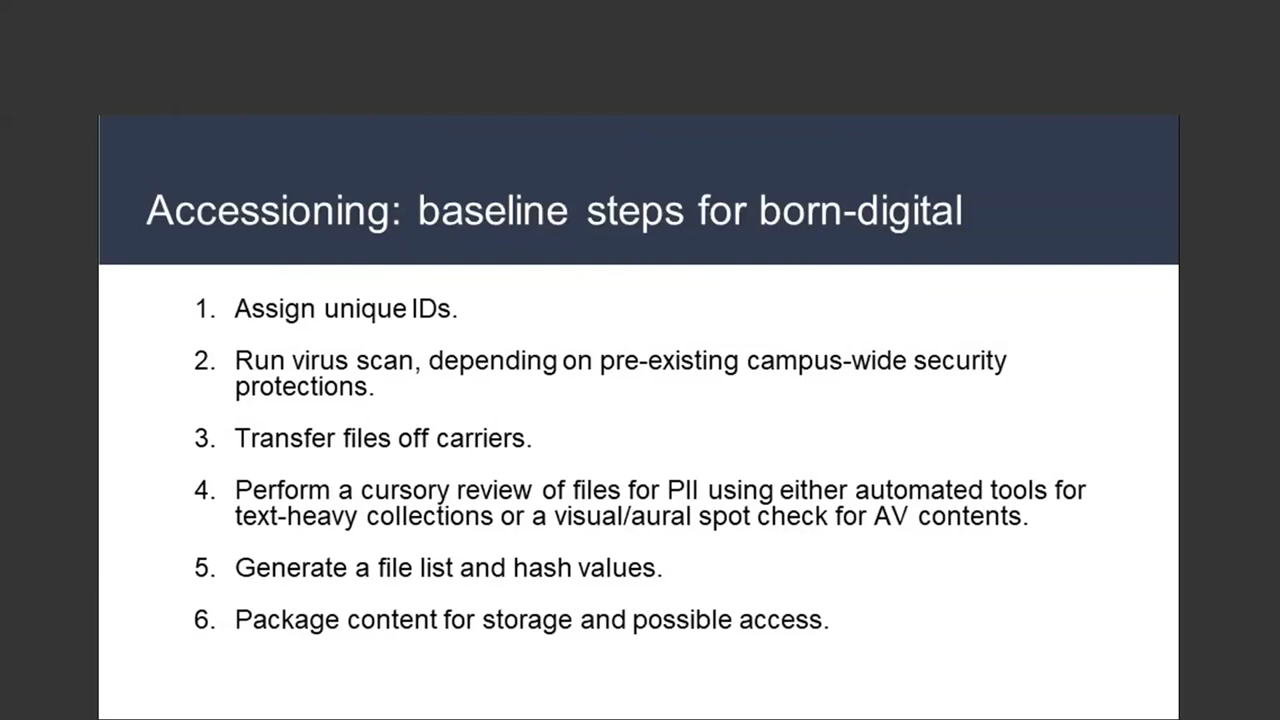 Accessioning: baseline steps for born-digital
1. Assign unique IDs.
2. Run virus scan, depending on pre-existing campus-wide security
protections.
3. Transfer files off carriers.
4. Perform a cursory review of files for PII using either automated tools for
text-heavy collections or a visual/aural spot check for AV contents.
5. Generate a file list and hash values.
6. Package content for storage and possible access.